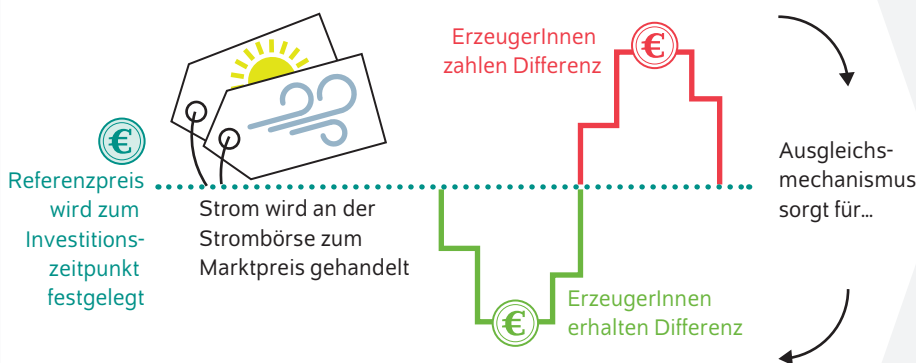 €
Referenzpreis
wird zum
Investitions-
zeitpunkt
festgelegt
Strom wird an der
Strombörse zum
Marktpreis gehandelt
ErzeugerInnen
zahlen Differenz
€
€
ErzeugerInnen
erhalten Differenz
Ausgleichs-
mechanismus
sorgt für...